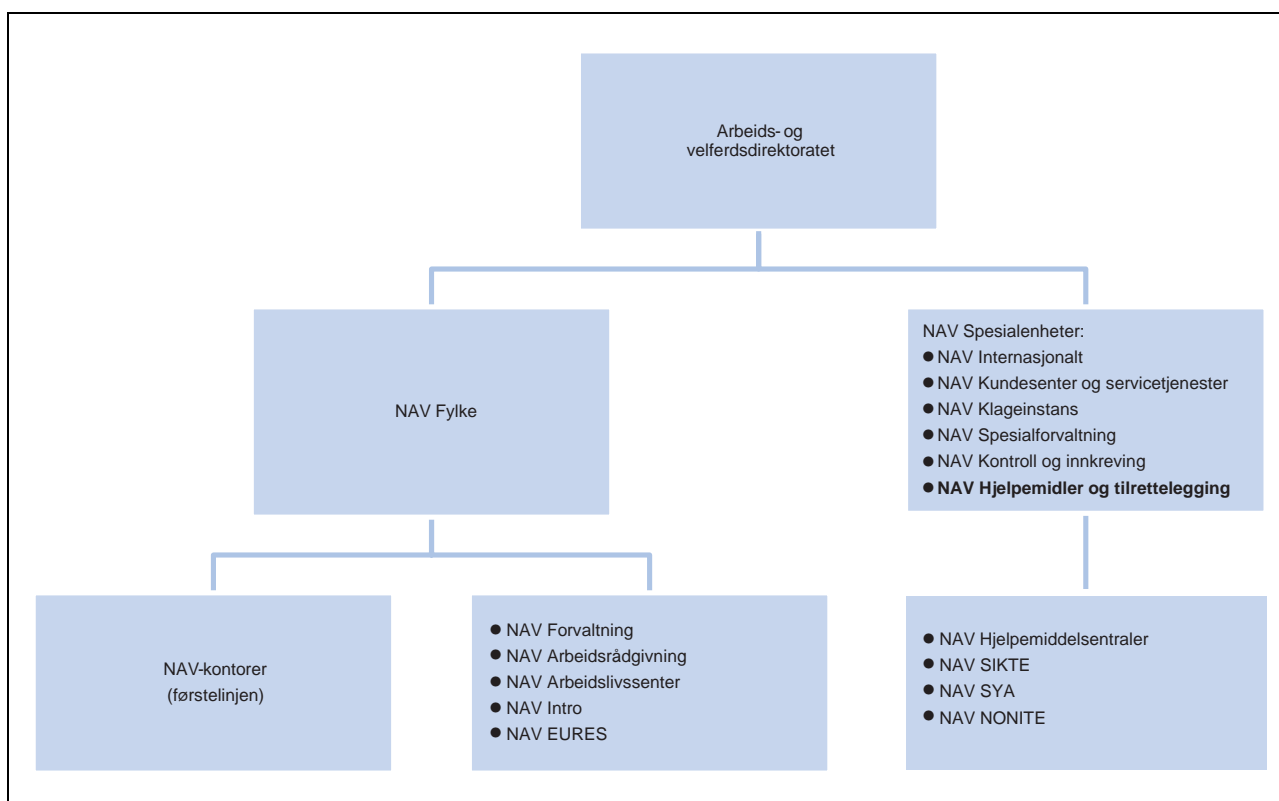 Arbeids- og
velferdsdirektoratet
NAV Fylke
NAV Spesialenheter:
● NAV Internasjonalt
● NAV Kundesenter og servicetjenester
● NAV Klageinstans
● NAV Spesialforvaltning
● NAV Kontroll og innkreving
● NAV Hjelpemidler og tilrettelegging
NAV-kontorer
(førstelinjen)
● NAV Forvaltning
● NAV Arbeidsrådgivning
● NAV Arbeidslivssenter
● NAV Intro
● NAV EURES
● NAV Hjelpemiddelsentraler
● NAV SIKTE
● NAV SYA
● NAV NONITE